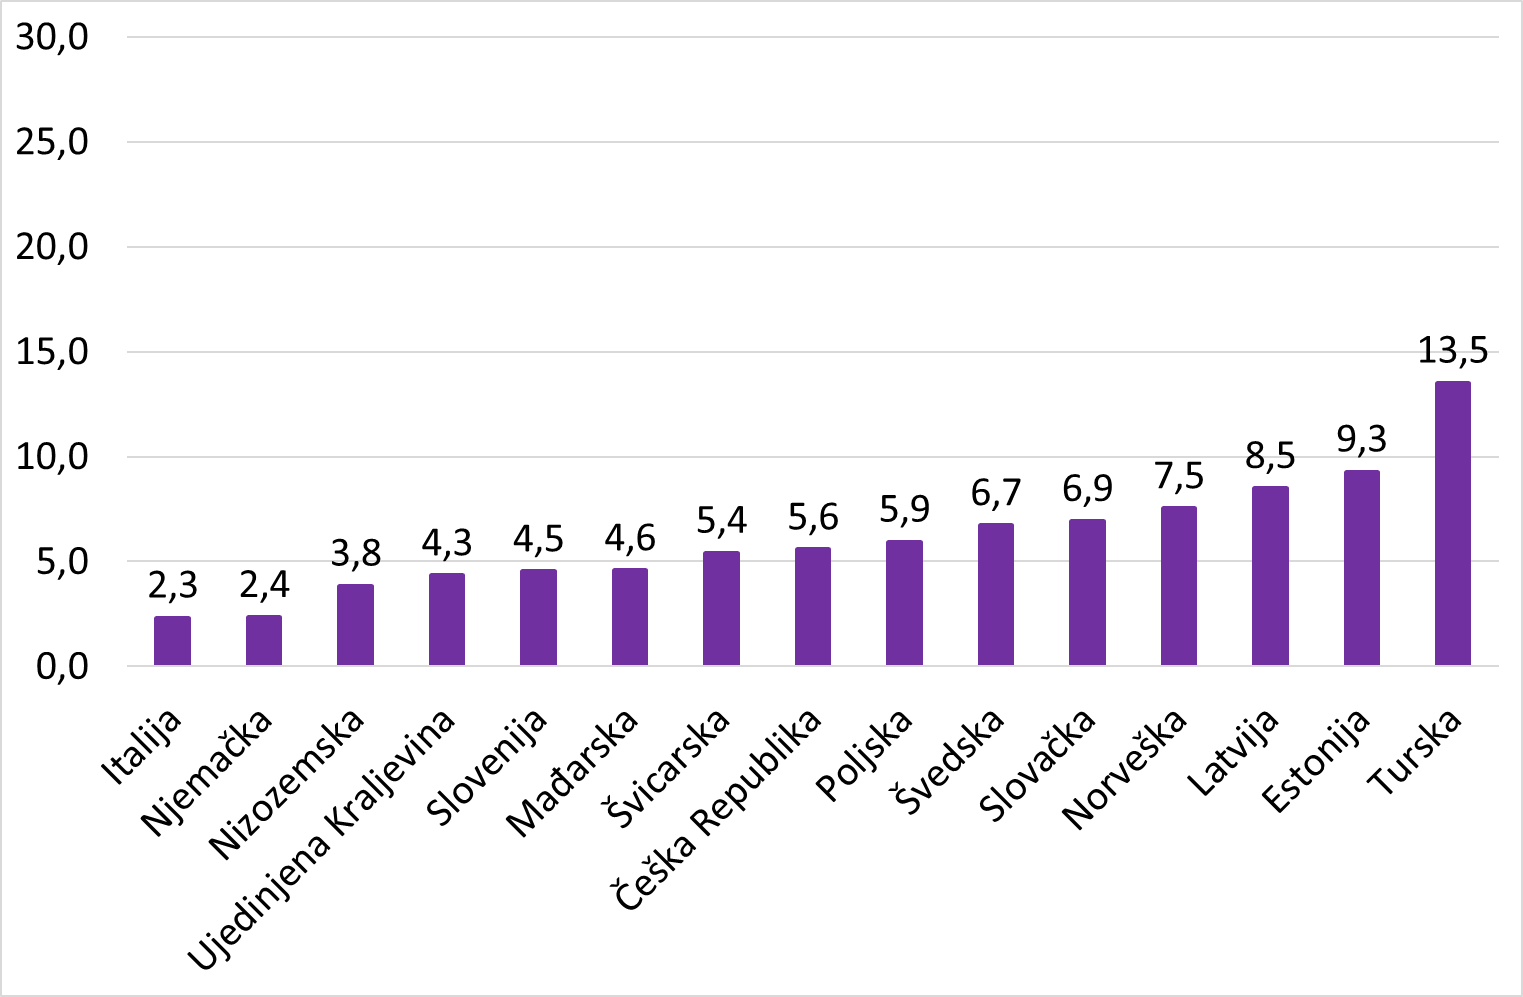 30,0
25,0
20,0
15,0
10,0
5,0
0,0
2,3
2,4
3,8
4,3
4,5
4,6
5,4
5,6
5,9
6,7
6,9
7,5
8,5
9,3
13,5
Italija
Njemačka
Nizozemska
Ujedinjena Kraljevina
Slovenija
Mađarska
Švicarska
Češka Republika
Poljska
Švedska
Slovačka
Norveška
Latvija
Estonija
Turska